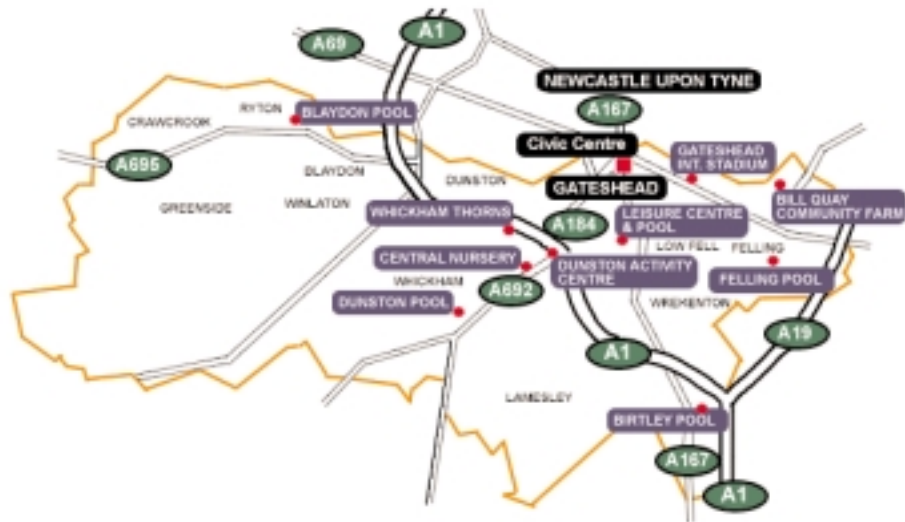 A1
A69
NEWCASTLE UPON TYNE
A167
RYTON
BLAYDON POOL
CRAWCROOK
Civic Centre
GATESHEAD
INT. STADIUM
A695
BLAYDON
DUNSTON
GATESHEAD
BILL QUAY
COMMUNITY FARM
GREENSIDE
WINLATON
WHICKHAM THORNS
A184
LEISURE CENTRE
& POOL
LOW FELL
FELLING
CENTRAL NURSERY
DUNSTON ACTIVITY
CENTRE
FELLING POOL
WHICKHAM
A692
DUNSTON POOL
WREKENTON
A19
A1
LAMESLEY
BIRTLEY POOL
A167
A1